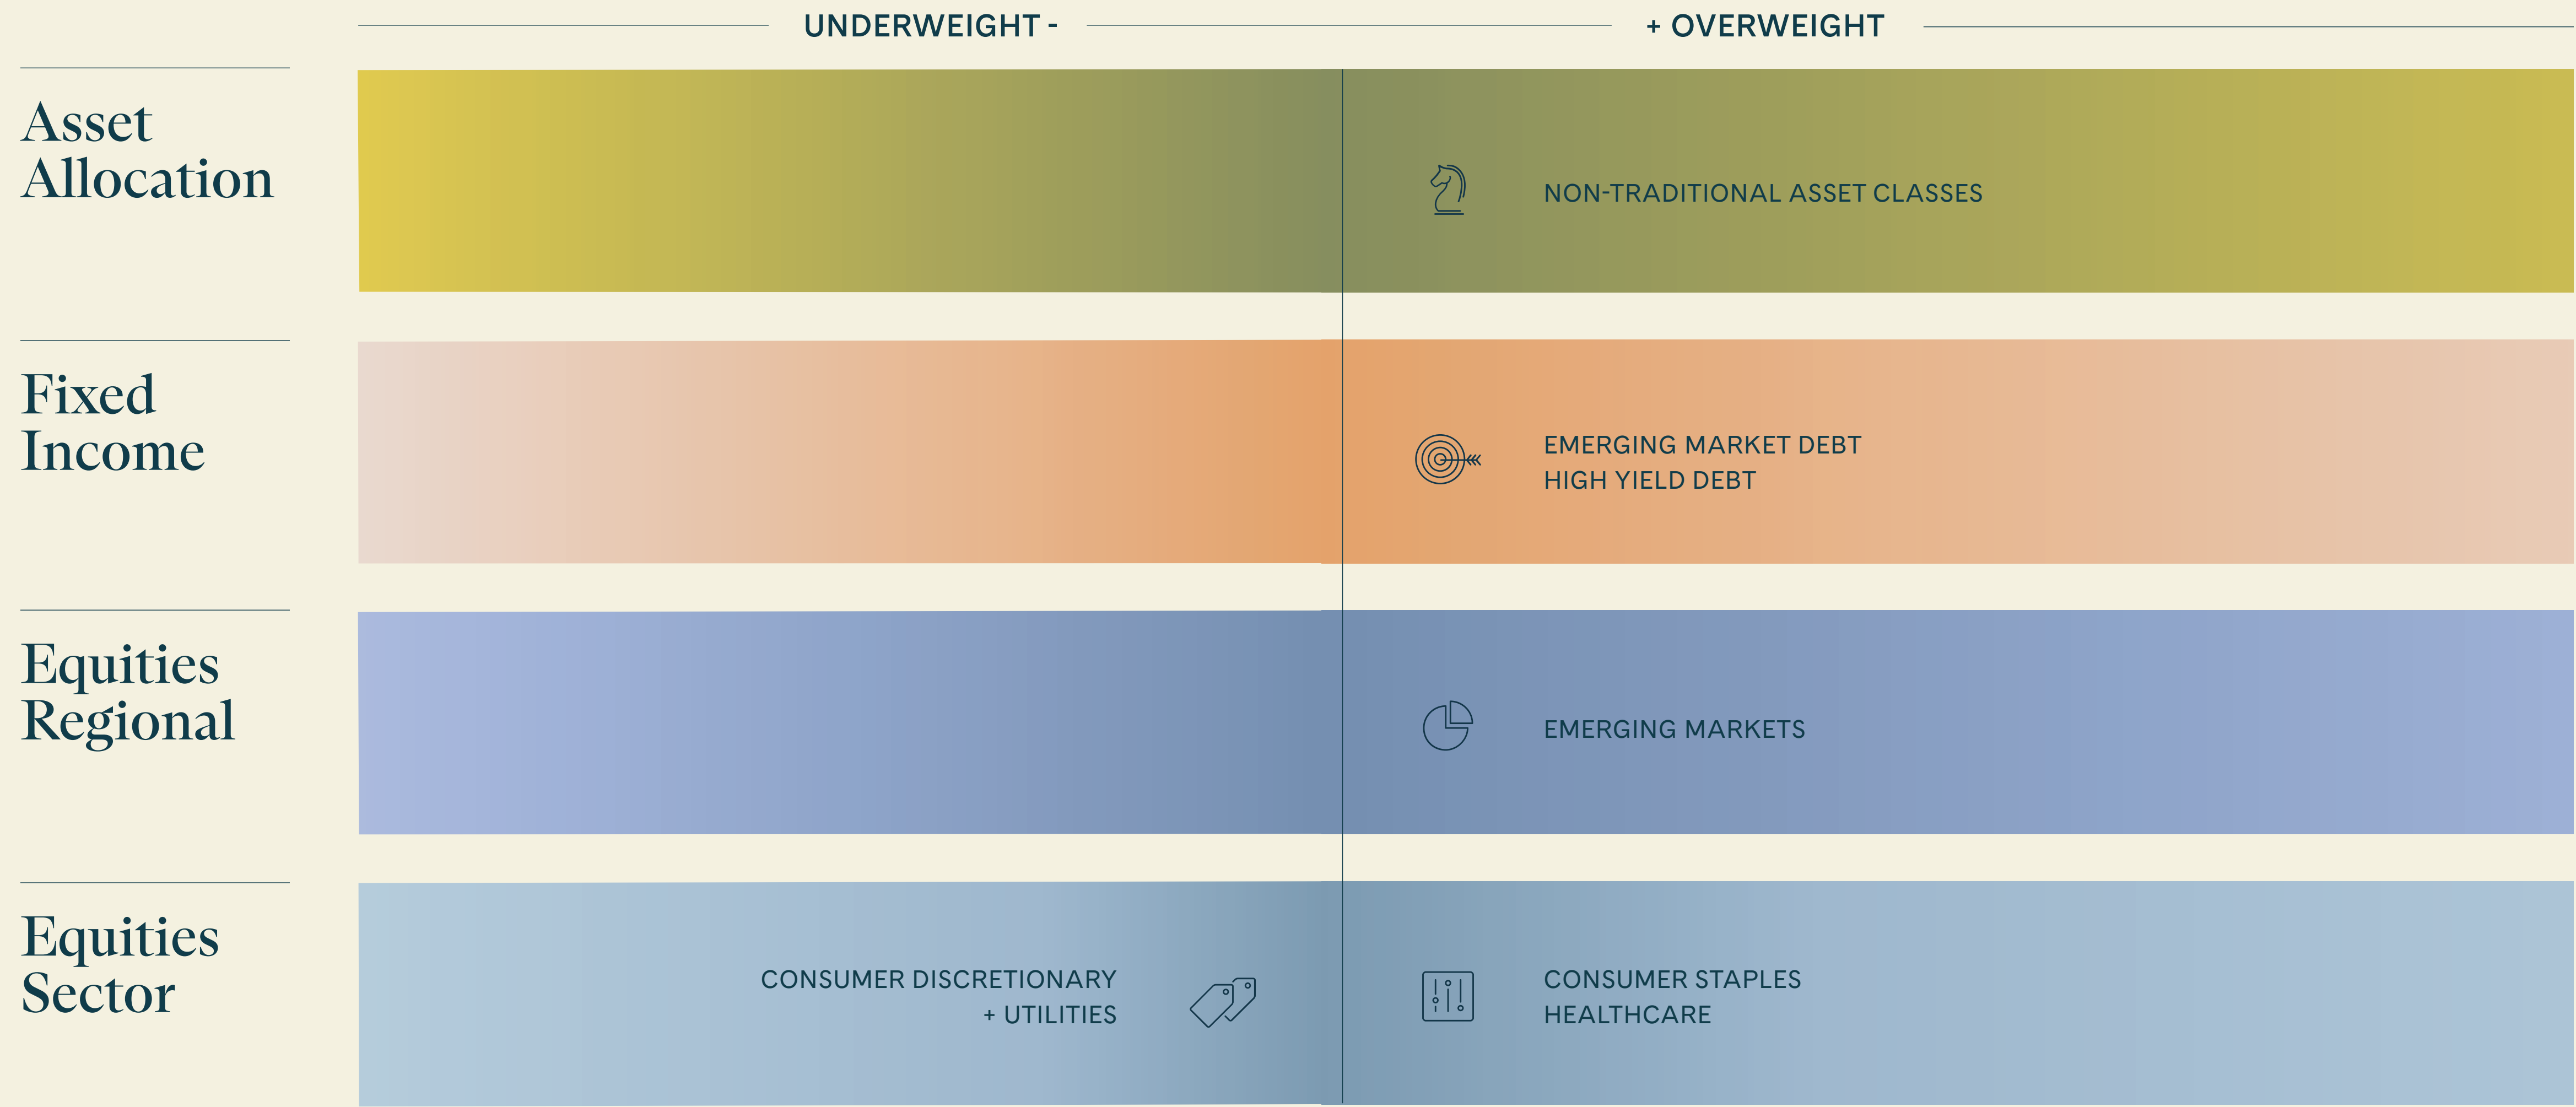 UNDERWEIGHT -
+ OVERWEIGHT
Asset
Allocation
NON-TRADITIONAL ASSET CLASSES
Fixed
Income
EMERGING MARKET DEBT
HIGH YIELD DEBT
Equities
Regional
EMERGING MARKETS
Equities
Sector
CONSUMER DISCRETIONARY
+ UTILITIES
CONSUMER STAPLES
HEALTHCARE